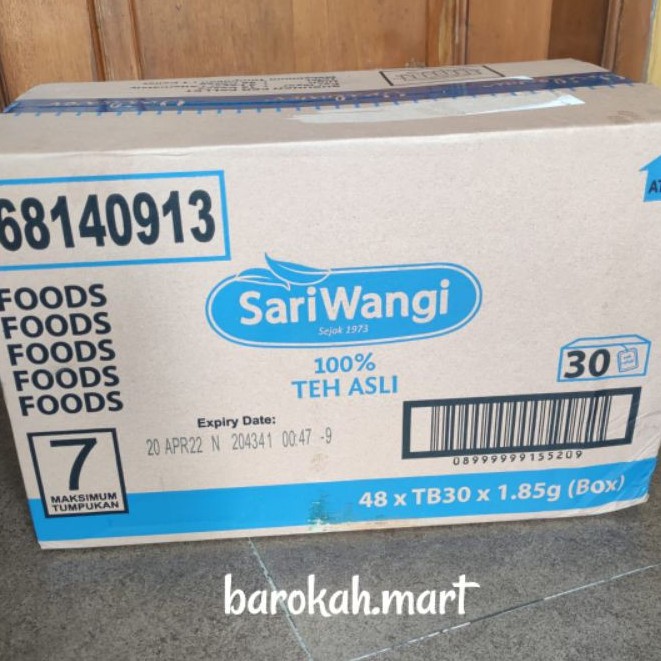 68140913
AT
FOODS
FOODS
FOODS
FOODS
FOODS
SariWangi
Sejak 1973
100%
TEH ASLI
30
Expiry Date:
20 APR22 N 204341 00:47 -9
7
MAKSIMUM
TUMPUKAN
08999999155209
48 x TB30 x 1.85g (Box)
barokah.mart